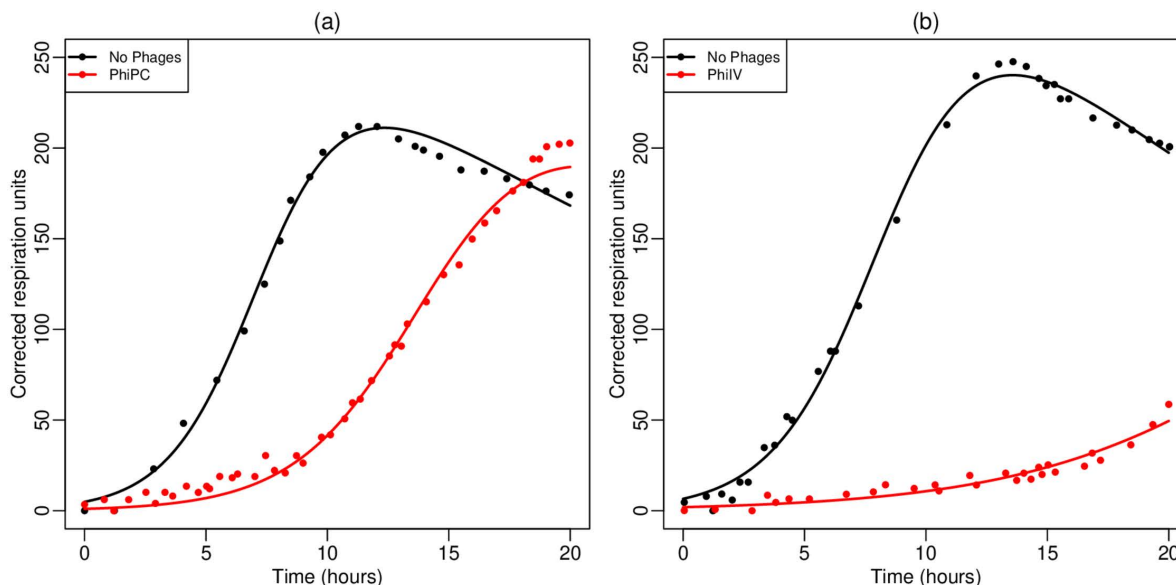 (a)
No Phages
PhiPC
Corrected respiration units
250
200
150
100
50
0
0 5 10 15 20
Time (hours)
(b)
No Phages
PhiIV
Corrected respiration units
250
200
150
100
50
0
0 5 10 15 20
Time (hours)